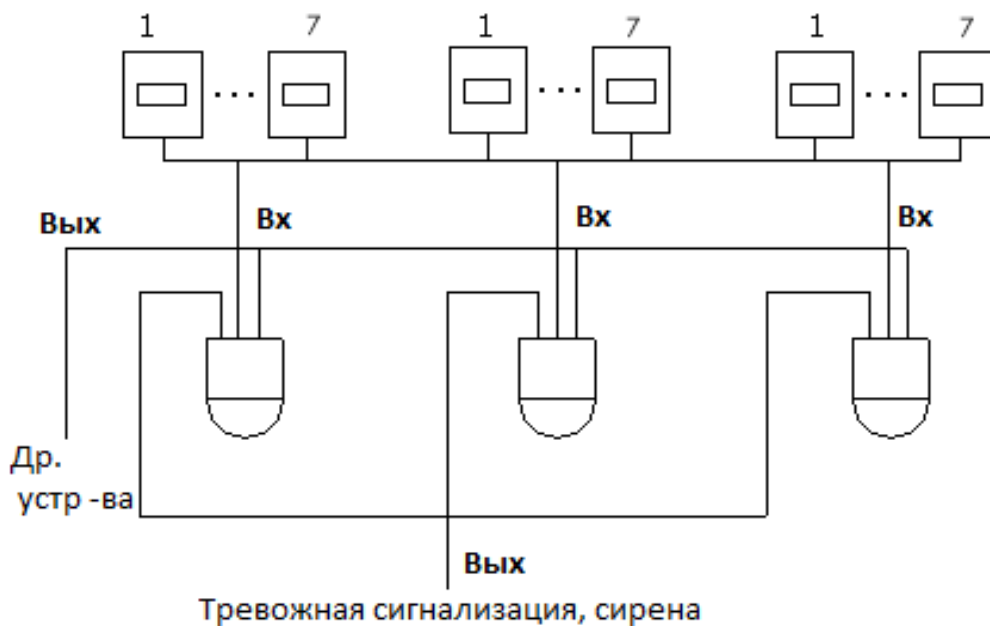 1 7 1 7 1 7
Вых Вх Вх Вх
Др.
устр -ва
Вых
Тревожная сигнализация, сирена